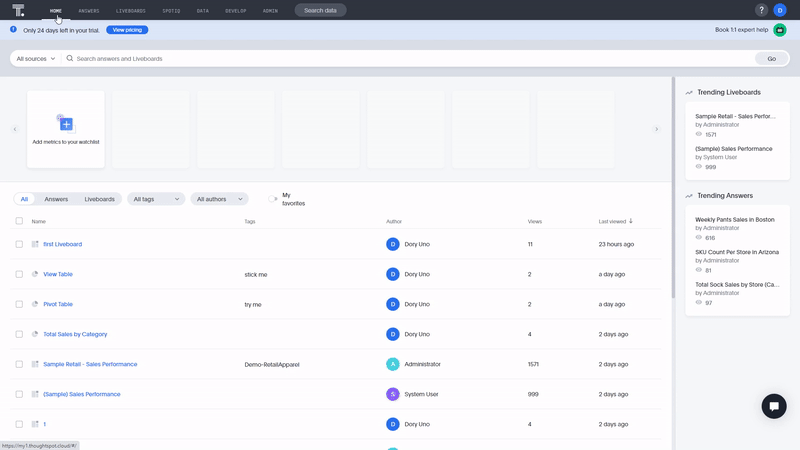 T.
HOME
ANSWERS
LIVEBOARDS
SPOTIQ
DATA
DEVELOP
ADMIN
Search data
?
D
Only 24 days left in your trial.
View pricing
Book 1:1 expert help
All sources
Search answers and Liveboards
Go
Add metrics to your watchlist
Trending Liveboards
Sample Retail - Sales Perfor...
by Administrator
1571
(Sample) Sales Performance
by System User
999
Trending Answers
Weekly Pants Sales in Boston
by Administrator
616
SKU Count Per Store in Arizona
by Administrator
81
Total Sock Sales by Store (Ca...
by Administrator
97
All
Answers
Liveboards
All tags
All authors
My
favorites
Name
Tags
Author
Views
Last viewed
first Liveboard
D
Dory Uno
11
23 hours ago
View Table
stick me
D
Dory Uno
2
a day ago
Pivot Table
try me
D
Dory Uno
2
a day ago
Total Sales by Category
D
Dory Uno
4
2 days ago
Sample Retail - Sales Performance
Demo-RetailApparel
A
Administrator
1571
2 days ago
(Sample) Sales Performance
S
System User
999
2 days ago
1
D
Dory Uno
4
2 days ago
https://my1.thoughtspot.cloud/#/